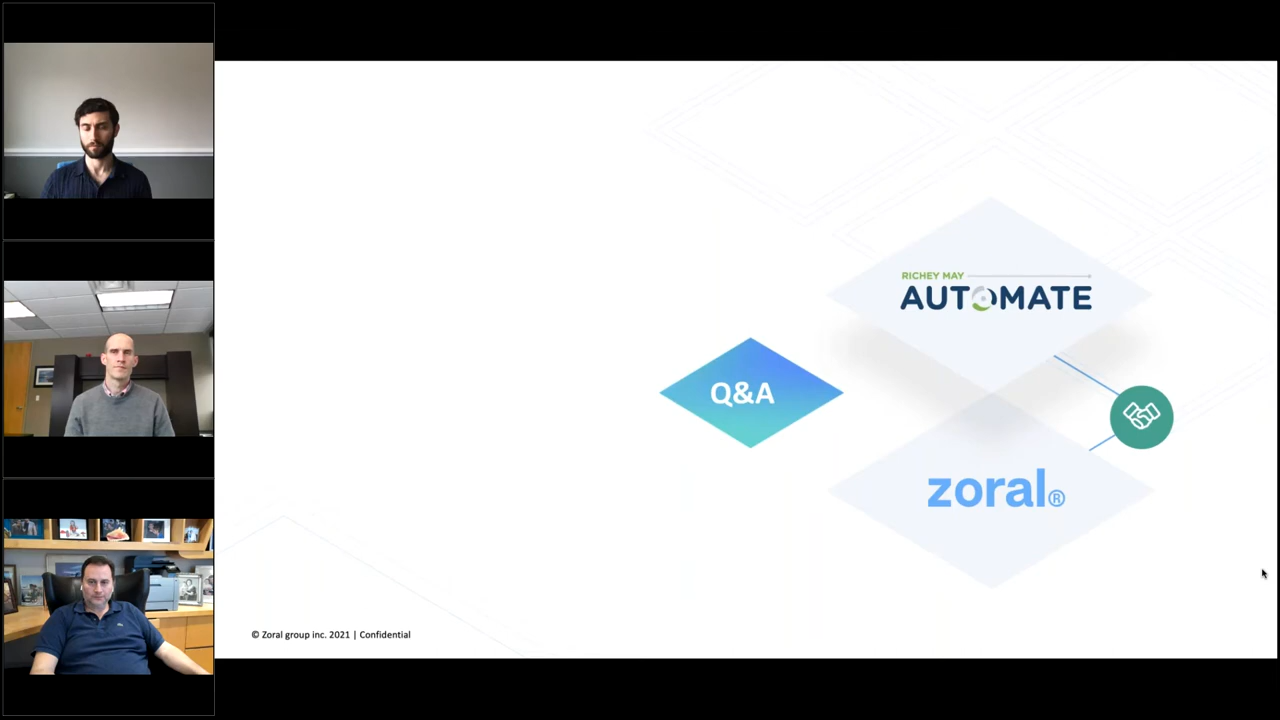 RICHEY MAY
AUTOMATE
Q&A
zoral®
© Zoral group inc. 2021 | Confidential